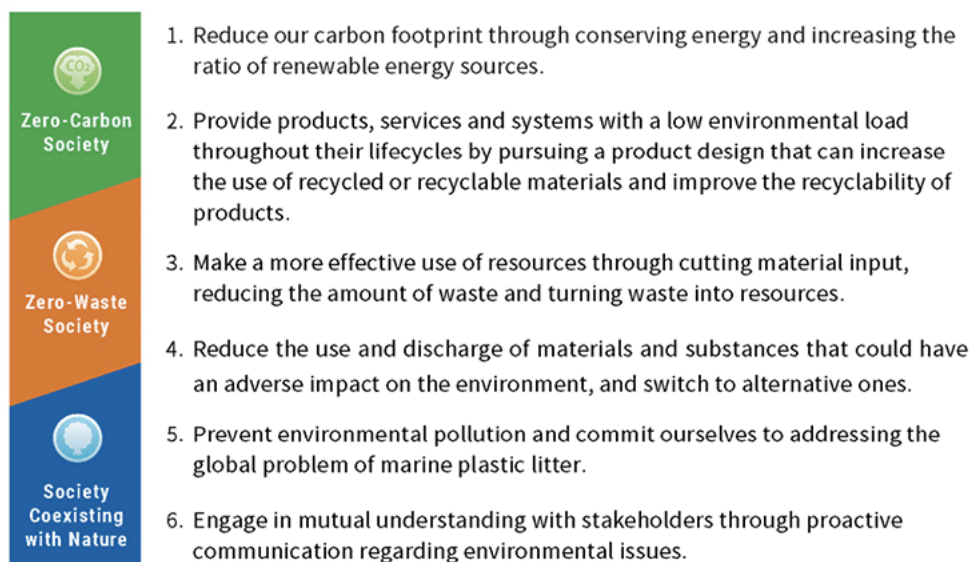 CO2
Zero-Carbon
Society
Zero-Waste
Society
Society
Coexisting
with Nature
1. Reduce our carbon footprint through conserving energy and increasing the
ratio of renewable energy sources.
2. Provide products, services and systems with a low environmental load
throughout their lifecycles by pursuing a product design that can increase
the use of recycled or recyclable materials and improve the recyclability of
products.
3. Make a more effective use of resources through cutting material input,
reducing the amount of waste and turning waste into resources.
4. Reduce the use and discharge of materials and substances that could have
an adverse impact on the environment, and switch to alternative ones.
5. Prevent environmental pollution and commit ourselves to addressing the
global problem of marine plastic litter.
6. Engage in mutual understanding with stakeholders through proactive
communication regarding environmental issues.